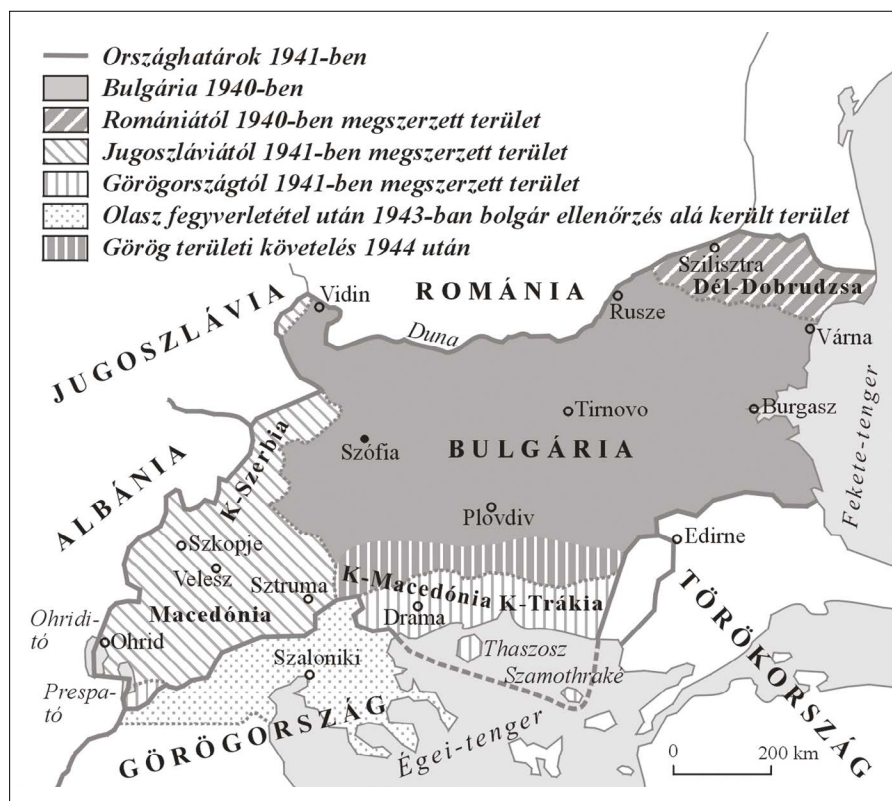 Országhatárok 1941-ben
Bulgária 1940-ben
Romániától 1940-ben megszerzett terület
Jugoszláviától 1941-ben megszerzett terület
Görögországtól 1941-ben megszerzett terület
Olasz fegyverletétel után 1943-ban bolgár ellenőrzés alá került terület
Görög területi követelés 1944 után
Szilisztra
Dél-Dobrudzsa
JUGOSZLÁVIA
Vidin
ROMÁNIA
Rusze
Duna
Várna
Tirnovo
Burgasz
Szófia
BULGÁRIA
K-Szerbia
ALBÁNIA
Fekete-tenger
Plovdiv
Edirne
Szkopje
Velesz
Sztruma
Macedónia
K-Macedónia
K-Trákia
Dráma
TÖRÖKORSZÁG
Ohridi-
tó
Ohrid
Thaszosz
Szaloniki
Szamothraké
Prespa-
tó
GÖRÖGORSZÁG
Égei-tenger
0
200 km